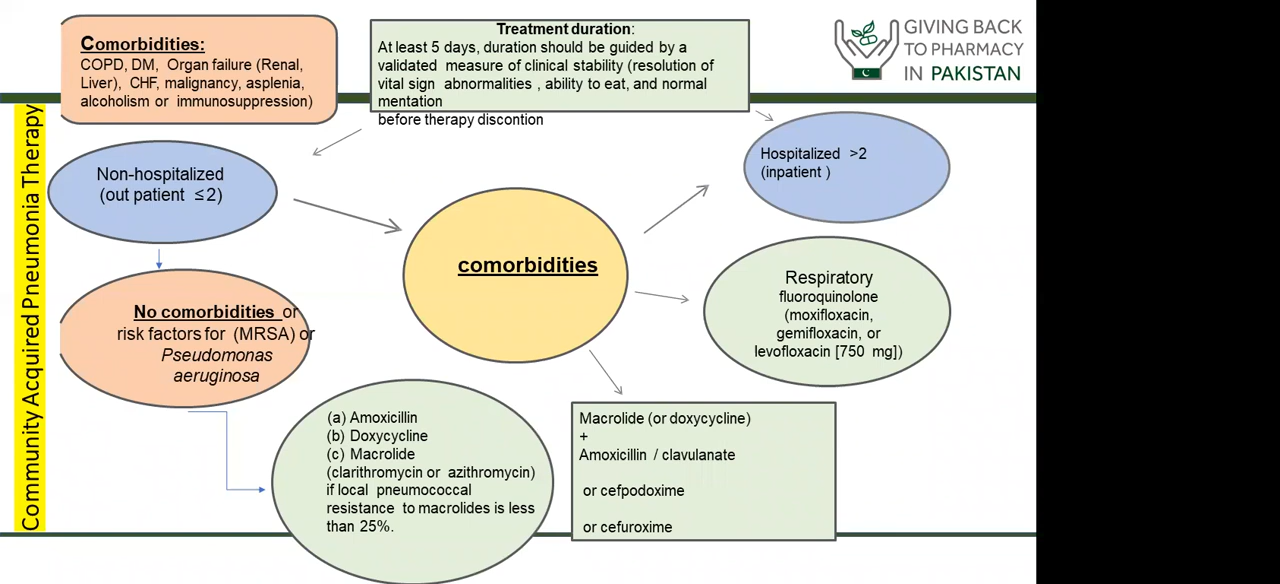 Comorbidities:
COPD, DM, Organ failure (Renal,
Liver), CHF, malignancy, asplenia,
alcoholism or immunosuppression)
Treatment duration:
At least 5 days, duration should be guided by a
validated measure of clinical stability (resolution of
vital sign abnormalities , ability to eat, and normal
mentation
before therapy discontion
GIVING BACK
TO PHARMACY
IN PAKISTAN
Community Acquired Pneumonia Therapy
Non-hospitalized
(out patient ≤2)
Hospitalized >2
(inpatient )
comorbidities
No comorbidities or
risk factors for (MRSA) or
Pseudomonas
aeruginosa
Respiratory
fluoroquinolone
(moxifloxacin,
gemifloxacin, or
levofloxacin [750 mg])
(a) Amoxicillin
(b) Doxycycline
(c) Macrolide
(clarithromycin or azithromycin)
if local pneumococcal
resistance to macrolides is less
than 25%.
Macrolide (or doxycycline)
+
Amoxicillin / clavulanate
or cefpodoxime
or cefuroxime